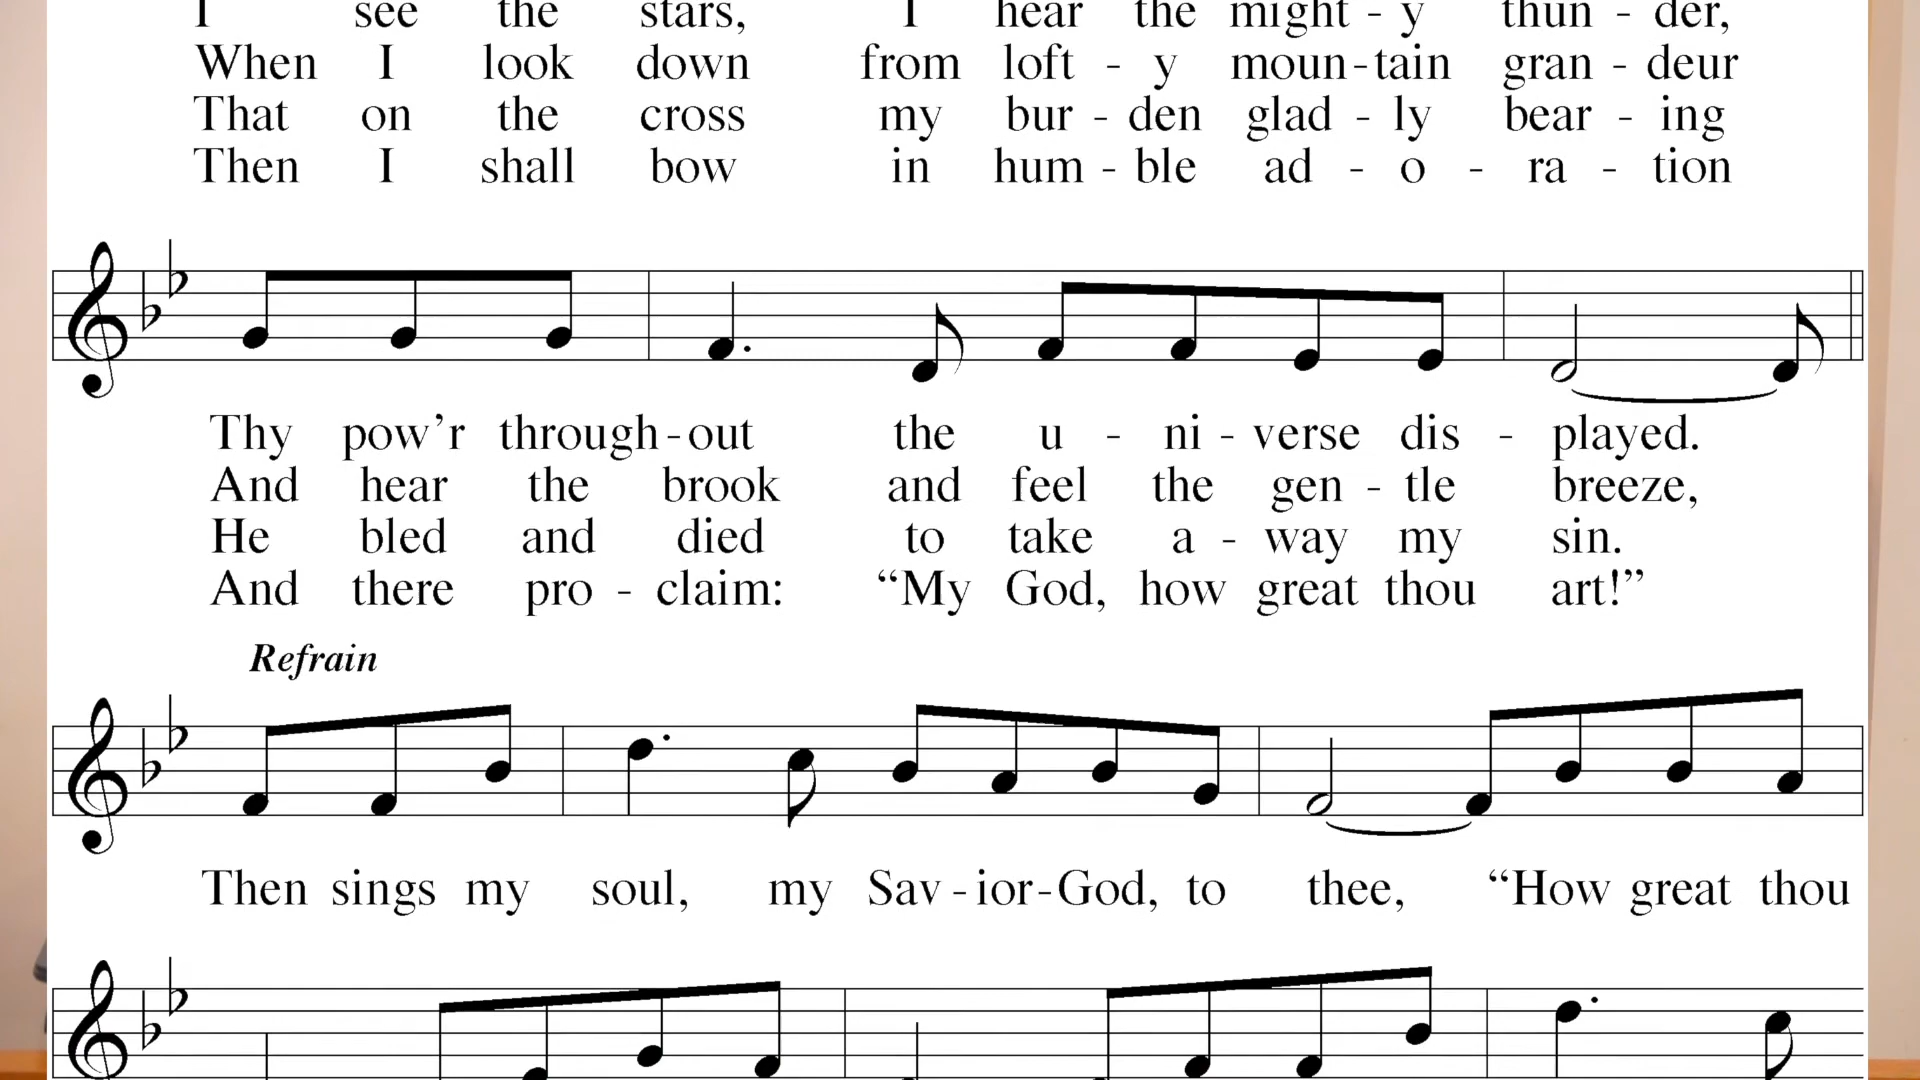 I see the stars, I hear the might - y thun - der,
When I look down from loft - y moun - tain gran - deur
That on the cross my bur - den glad - ly bear - ing
Then I shall bow in hum - ble ad - o - ra - tion
Thy pow’r through - out the u - ni - verse dis - played.
And hear the brook and feel the gen - tle breeze,
He bled and died to take a - way my sin.
And there pro - claim: “My God, how great thou art!”
Refrain
Then sings my soul, my Sav - ior - God, to thee, “How great thou